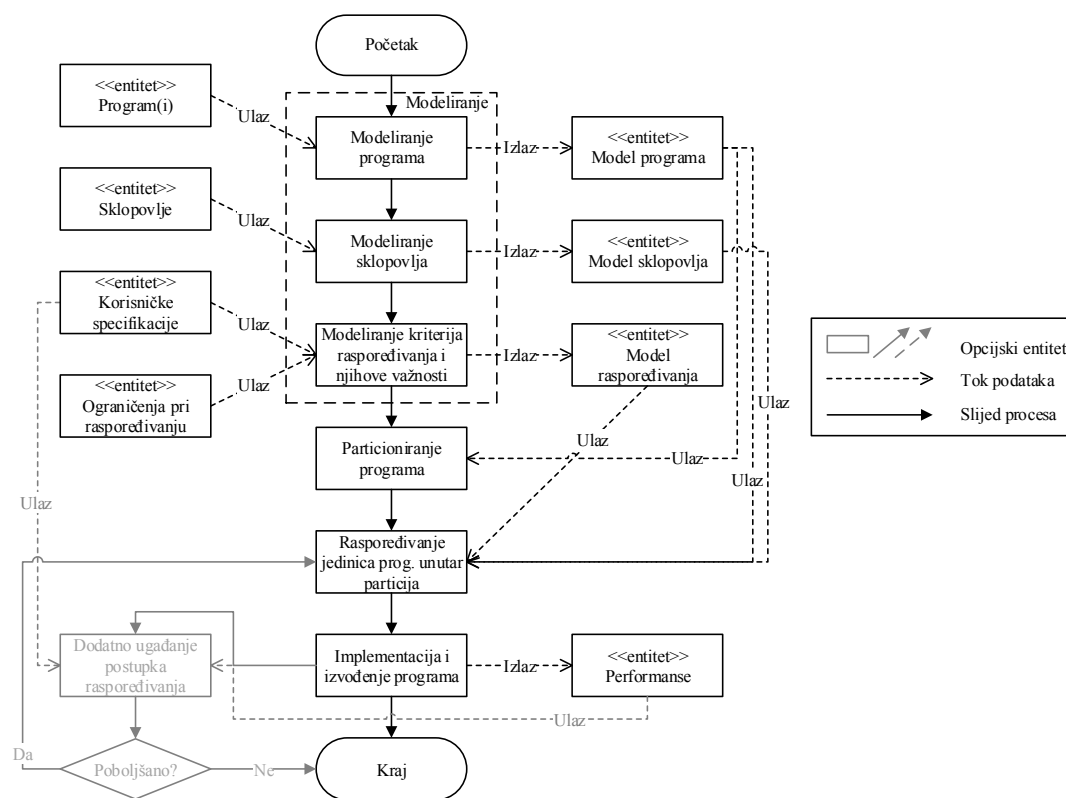 Početak
<<entitet>>
Program(i)
Ulaz
Modeliranje
Modeliranje
programa
Izlaz
<<entitet>>
Model programa
<<entitet>>
Sklopovlje
Ulaz
Modeliranje
sklopovlja
Izlaz
<<entitet>>
Model sklopovlja
<<entitet>>
Korisničke
specifikacije
Ulaz
Modeliranje kriterija
raspoređivanja i
njihove važnosti
Izlaz
<<entitet>>
Model
raspoređivanja
<<entitet>>
Ograničenja pri
raspoređivanju
Ulaz
Opcijski entitet
Tok podataka
Slijed procesa
Ulaz
Ulaz
Particioniranje
programa
Ulaz
Ulaz
Ulaz
Raspoređivanje
jedinica prog. unutar
particija
Dodatno ugađanje
postupka
raspoređivanja
Implementacija i
izvođenje programa
Izlaz
<<entitet>>
Performanse
Ulaz
Da
Poboljšano?
Ne
Kraj